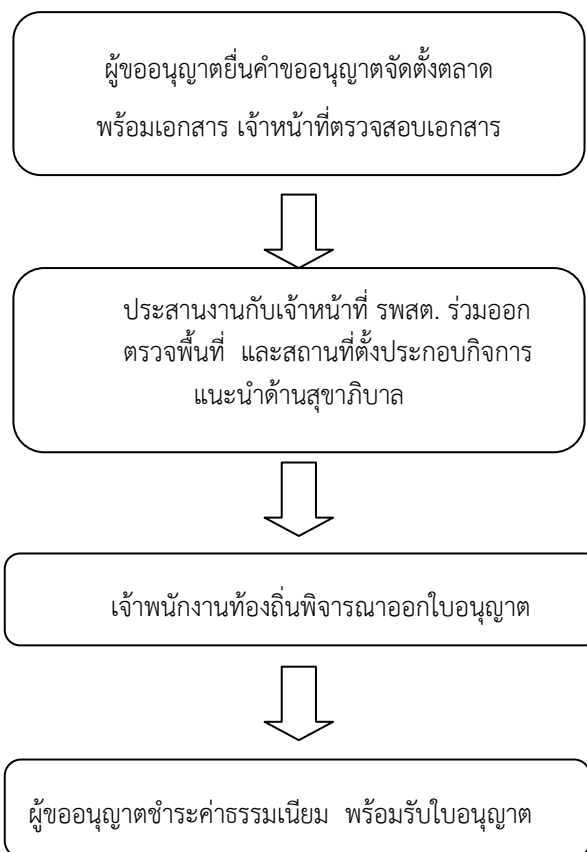 ผู้ขออนุญาตยื่นคำขออนุญาตจัดตั้งตลาด
พร้อมเอกสาร เจ้าหน้าที่ตรวจสอบเอกสาร
ประสานงานกับเจ้าหน้าที่ รพสต. ร่วมออก
ตรวจพื้นที่ และสถานที่ตั้งประกอบกิจการ
แนะนำด้านสุขาภิบาล
เจ้าพนักงานท้องถิ่นพิจารณาออกใบอนุญาต
ผู้ขออนุญาตชำระค่าธรรมเนียม พร้อมรับใบอนุญาต